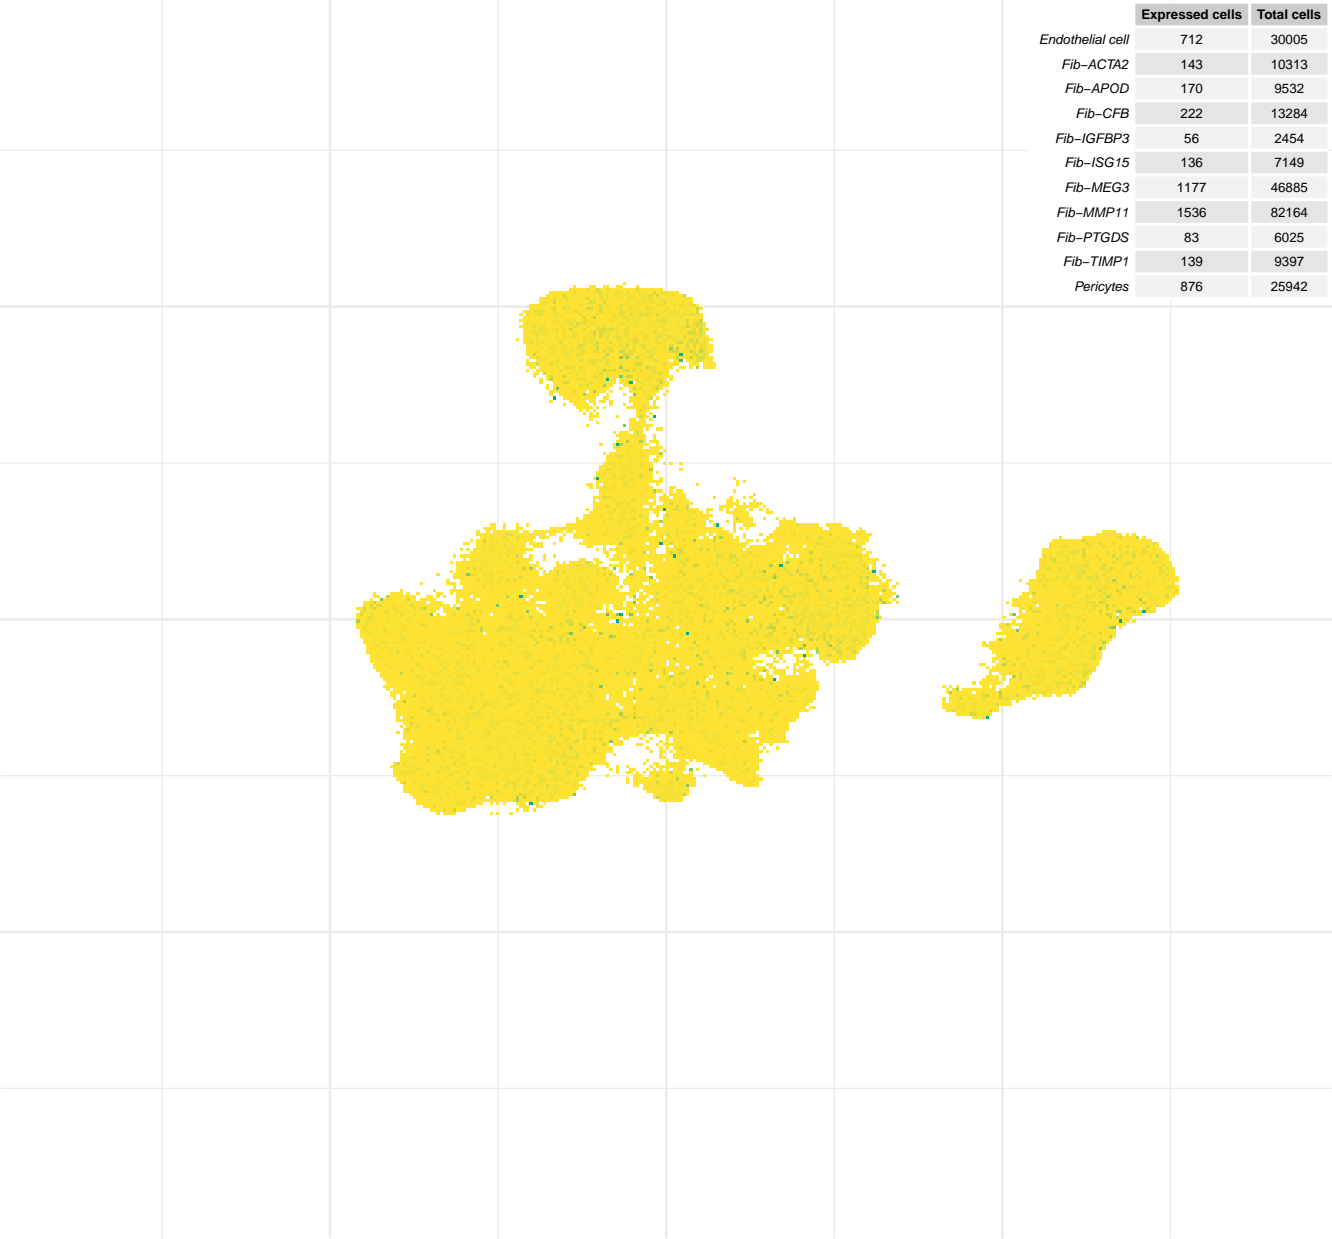 Expressed cells Total cells
Endothelial cell 712 30005
Fib−ACTA2 143 10313
Fib−APOD 170 9532
Fib−CFB 222 13284
Fib−IGFBP3 56 2454
Fib−ISG15 136 7149
Fib−MEG3 1177 46885
Fib−MMP11 1536 82164
Fib−PTGDS 83 6025
Fib−TIMP1 139 9397
Pericytes 876 25942